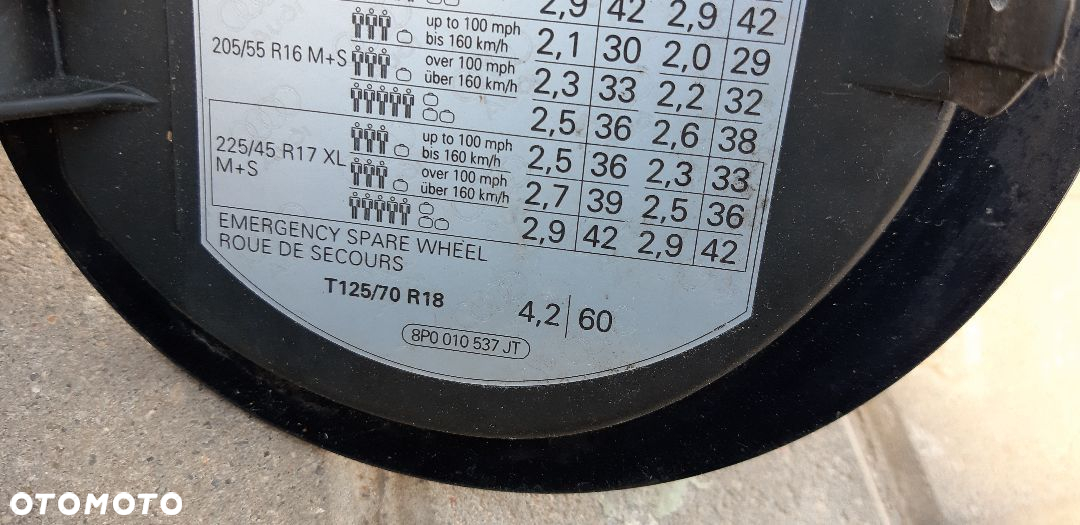 2,9 42 2,9 42
205/55 R16 M+S up to 100 mph bis 160 km/h 2,1 30 2,0 29
over 100 mph über 160 km/h 2,3 33 2,2 32
2,5 36 2,6 38
225/45 R17 XL M+S up to 100 mph bis 160 km/h 2,5 36 2,3 33
over 100 mph über 160 km/h 2,7 39 2,5 36
2,9 42 2,9 42
EMERGENCY SPARE WHEEL
ROUE DE SECOURS
T125/70 R18 4,2 60
8P0 010 537 JT
OTOMOTO